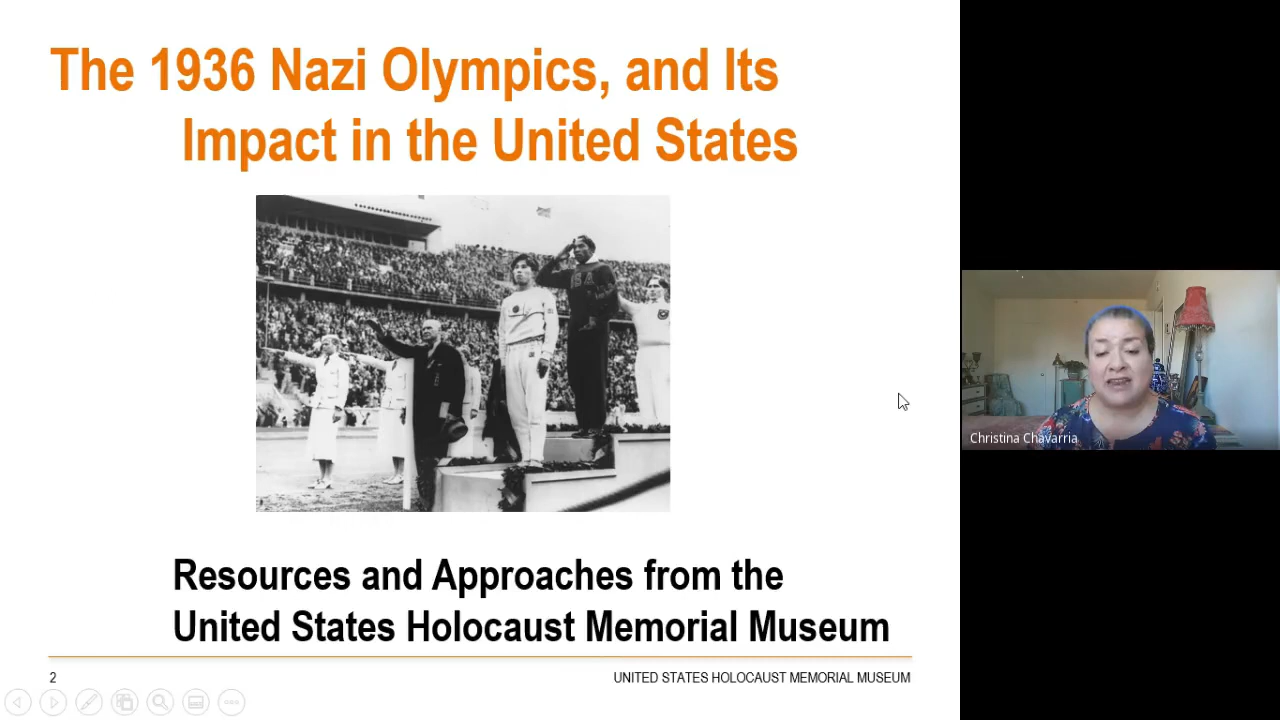 The 1936 Nazi Olympics, and Its
Impact in the United States
USA
Resources and Approaches from the
United States Holocaust Memorial Museum
2
UNITED STATES HOLOCAUST MEMORIAL MUSEUM
Christina Chavarria